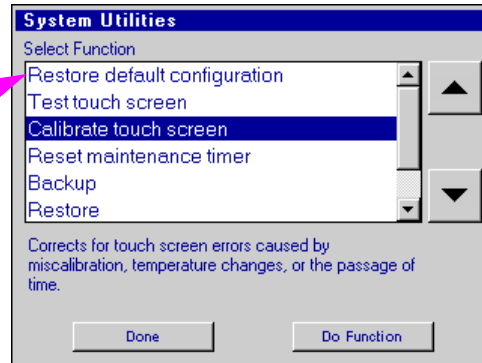 System Utilities
Select Function
Restore default configuration
Test touch screen
Calibrate touch screen
Reset maintenance timer
Backup
Restore
Corrects for touch screen errors caused by
miscalibration, temperature changes, or the passage of
time.
Done Do Function